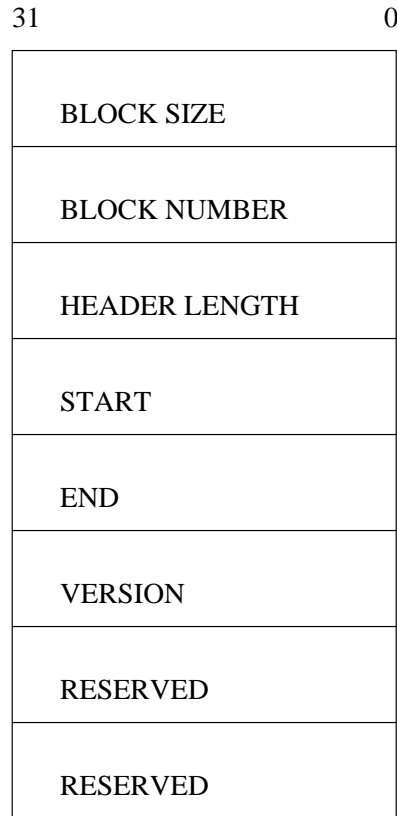 31 0
BLOCK SIZE
BLOCK NUMBER
HEADER LENGTH
START
END
VERSION
RESERVED
RESERVED